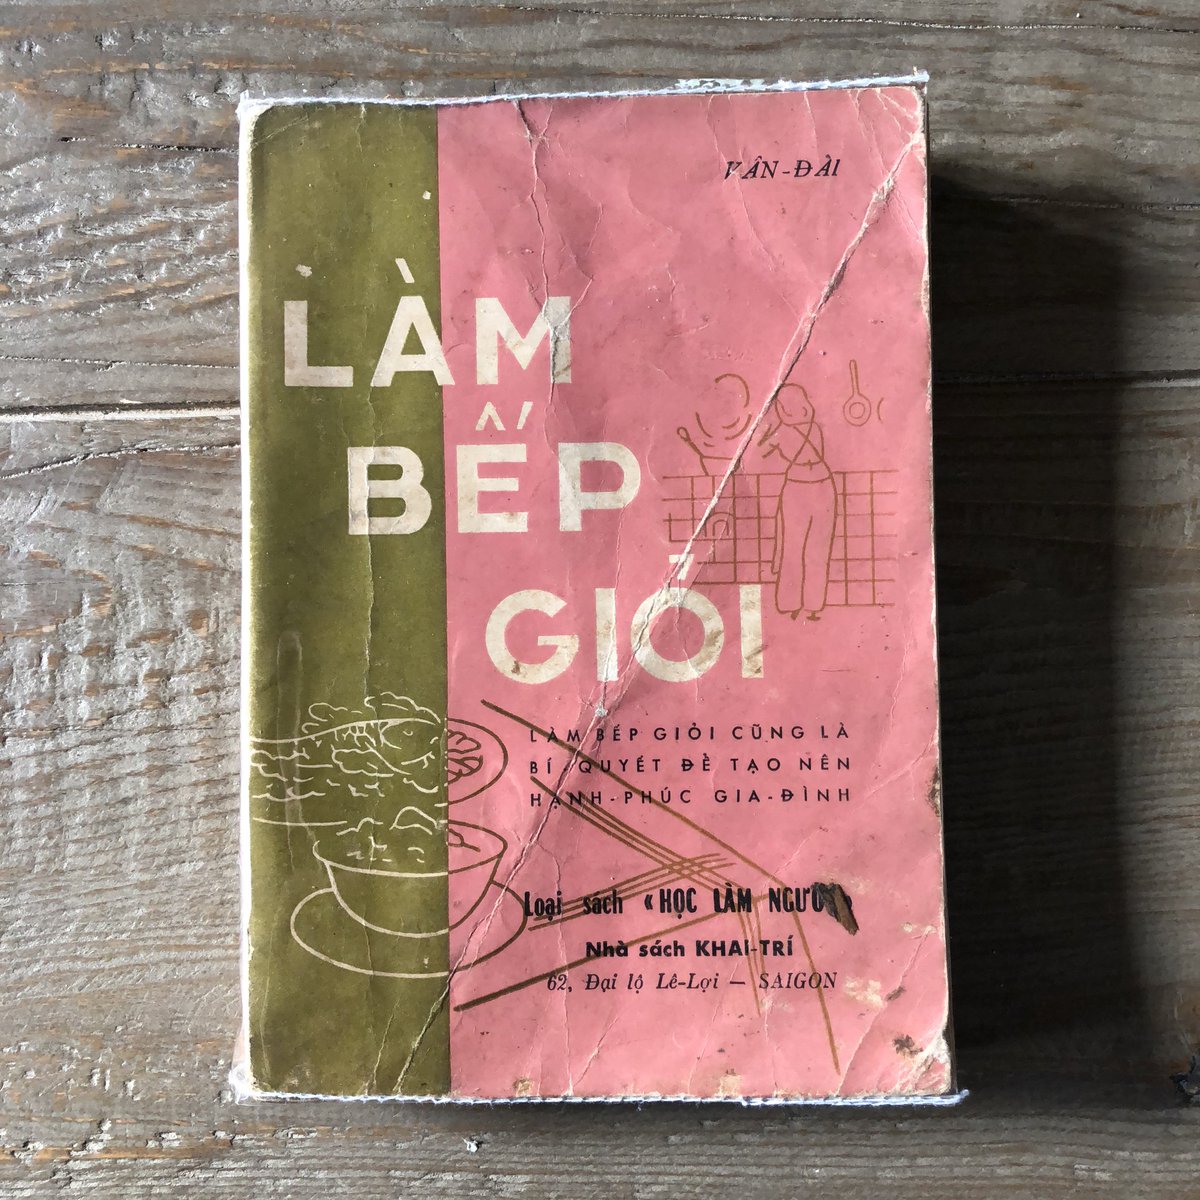 VÂN-ĐÀI
LÀM
BẾP
GIỎI
LÀM BẾP GIỎI CŨNG LÀ
BÍ-QUYẾT ĐỂ TẠO NÊN
HẠNH-PHÚC GIA-ĐÌNH
Loại sách « HỌC LÀM
Nhà sách KHAI-TRÍ
62, Đại lộ Lê-Lợi — SAIGON